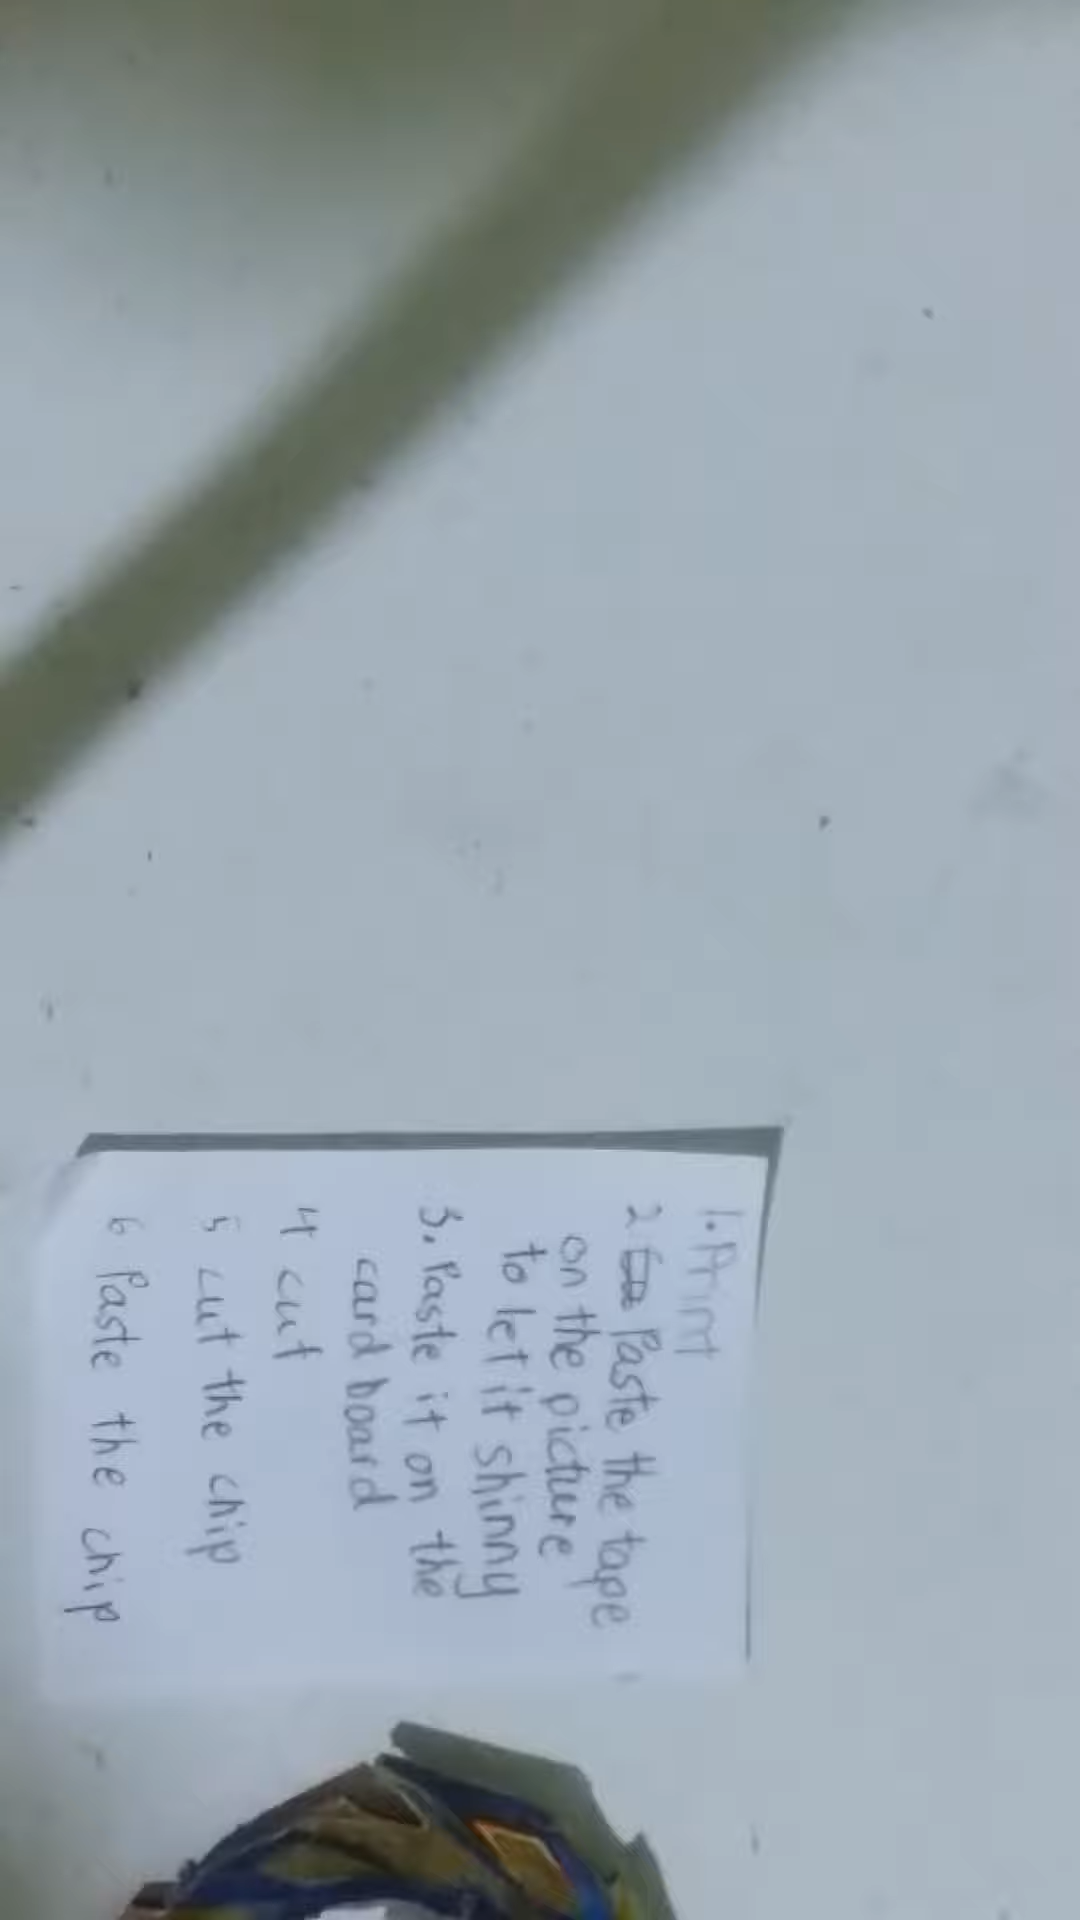 1. Print
2 Paste the tape
on the picture
to let it shinny
3. Paste it on the
card board
4 cut
5 cut the chip
6 Paste the chip